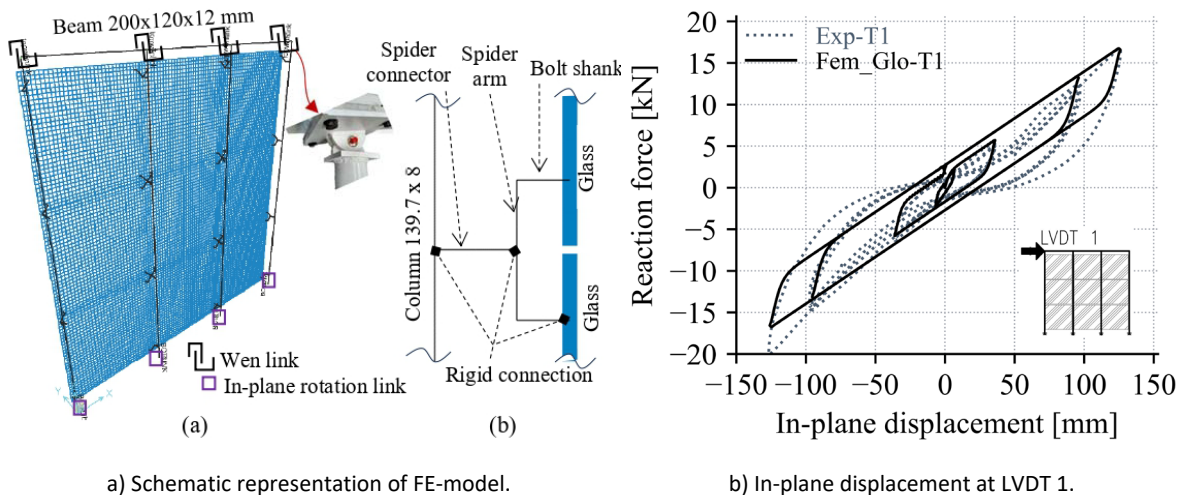 Beam 200x120x12 mm
Wen link
In-plane rotation link
(a)
Spider
connector
Spider
arm
Bolt shank
Column 139.7 x 8
Glass
Glass
Rigid connection
(b)
Exp-T1
Fem_Glo-T1
Reaction force [kN]
20
15
10
5
0
−5
−10
−15
−20
LVDT 1
−150 −100 −50 0 50 100 150
In-plane displacement [mm]
a) Schematic representation of FE-model.
b) In-plane displacement at LVDT 1.